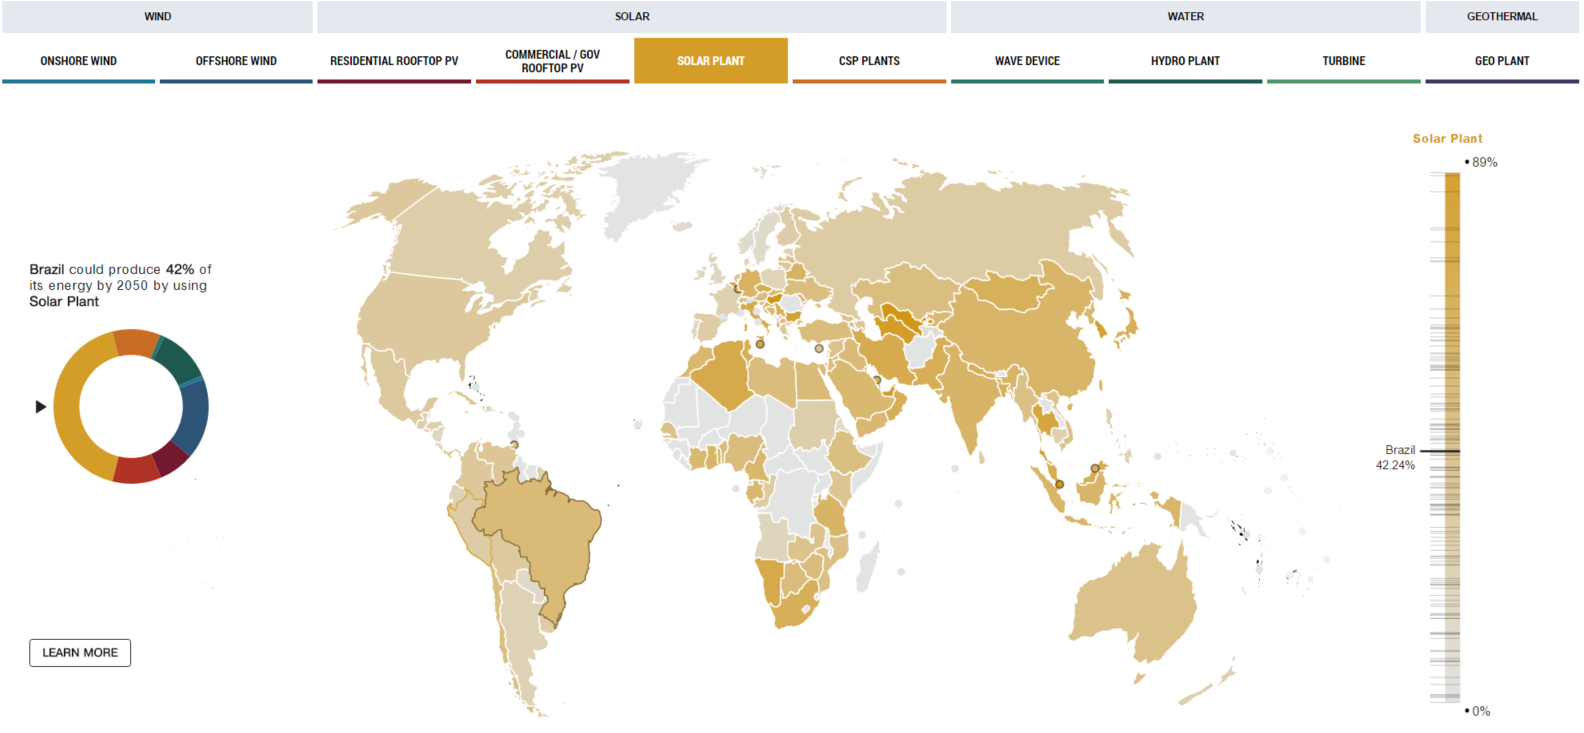 WIND
SOLAR
WATER
GEOTHERMAL
ONSHORE WIND
OFFSHORE WIND
RESIDENTIAL ROOFTOP PV
COMMERCIAL / GOV
ROOFTOP PV
SOLAR PLANT
CSP PLANTS
WAVE DEVICE
HYDRO PLANT
TURBINE
GEO PLANT
Solar Plant
• 89%
Brazil could produce 42% of
its energy by 2050 by using
Solar Plant
Brazil
42.24%
LEARN MORE
• 0%